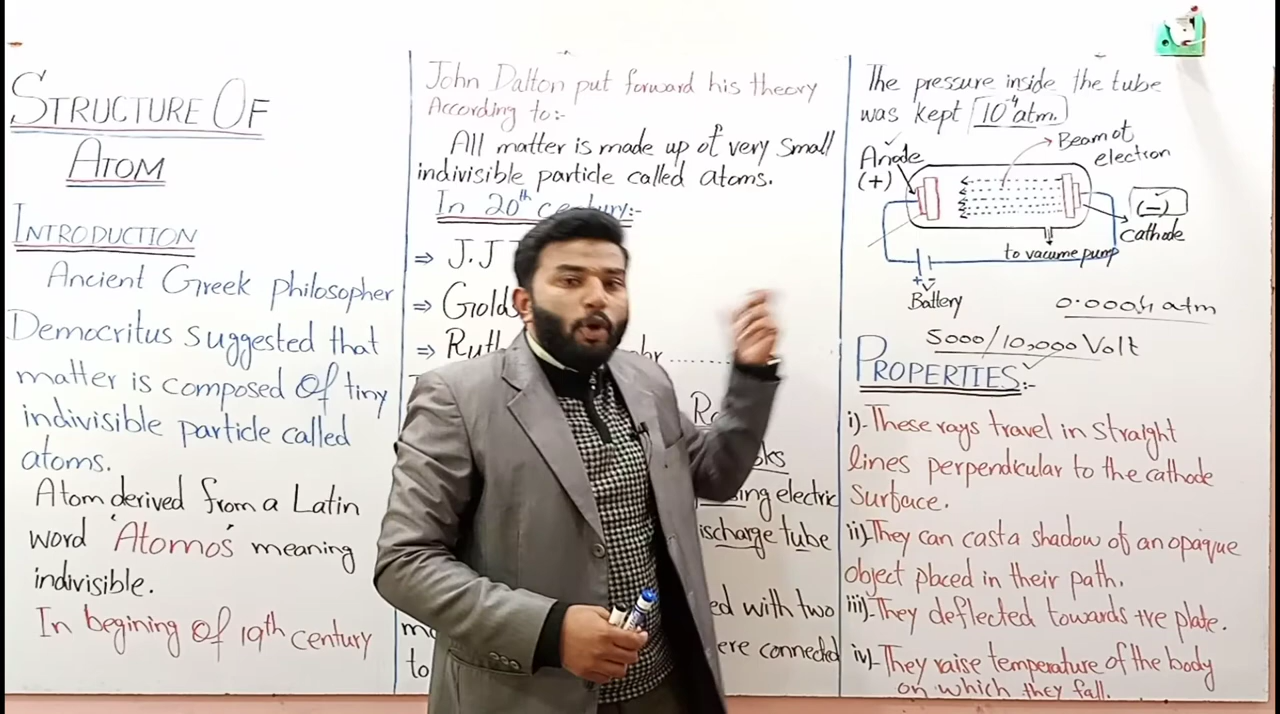 STRUCTURE OF
ATOM
INTRODUCTION
Ancient Greek philosopher
Democritus suggested that
matter is composed Of tiny
indivisible particle called
atoms.
Atom derived from a Latin
word 'Atomos' meaning
indivisible.
In begining Of 19th century
John Dalton put forward his theory
According to:-
All matter is made up of very small
indivisible particle called atoms.
In 20th century:-
⇒ J.J
⇒ Golds
⇒ Ruth
ing electric
discharge tube
ed with two
ere connected
to
The pressure inside the tube
was kept 10⁻⁴ atm.
Beam of
electron
Anode
(+)
(-)
cathode
to vacume pump
+ -
Battery
0.0001 atm
5000/10,000 Volt
PROPERTIES:-
i)- These rays travel in straight
lines perpendicular to the cathode
Surface.
ii)- They can cast a shadow of an opaque
object placed in their path.
iii)- They deflected towards +ve plate.
iv)- They raise temperature of the body
on which they fall.